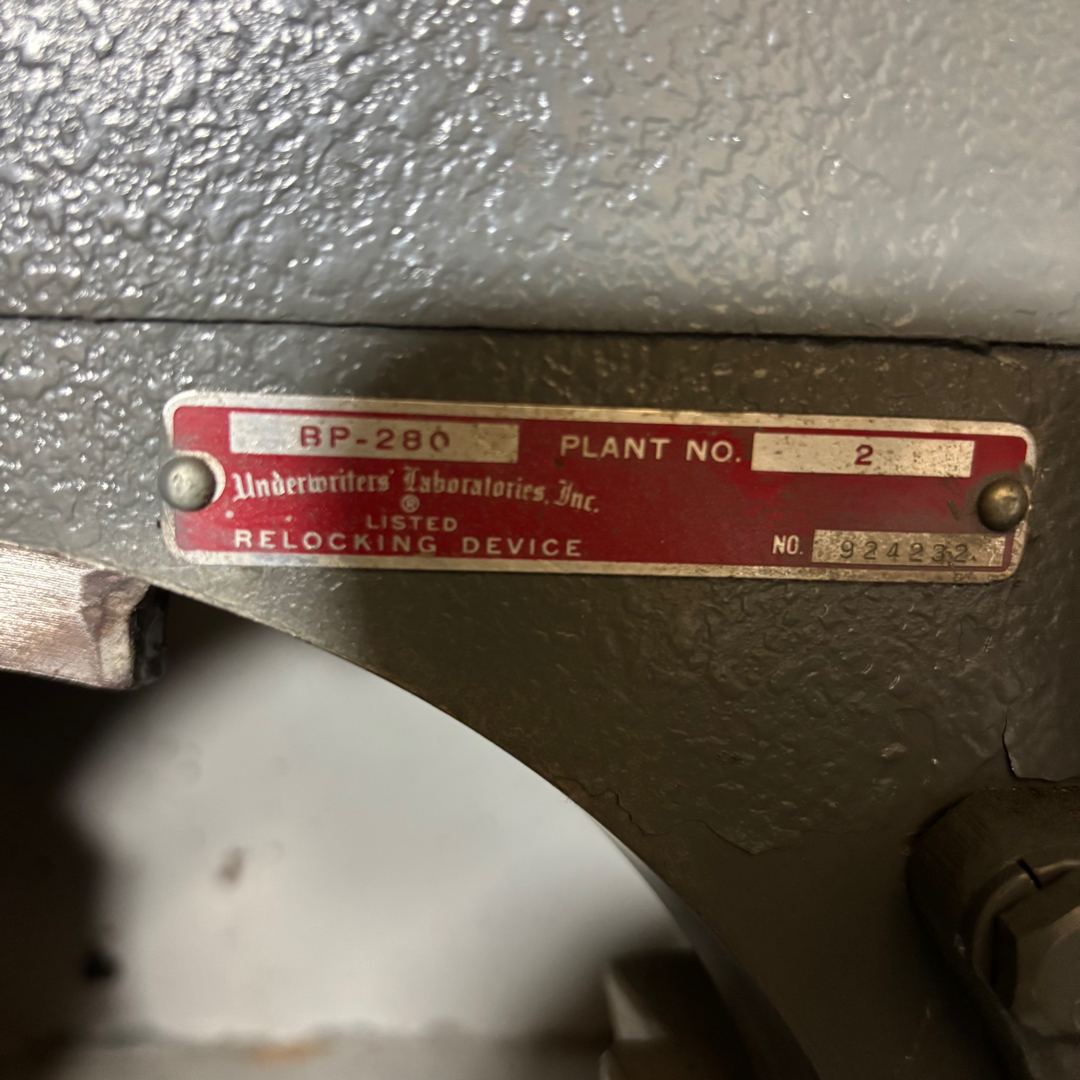 BP-280 PLANT NO. 2
Underwriters' Laboratories, Inc.
®
LISTED
RELOCKING DEVICE
NO. 924232